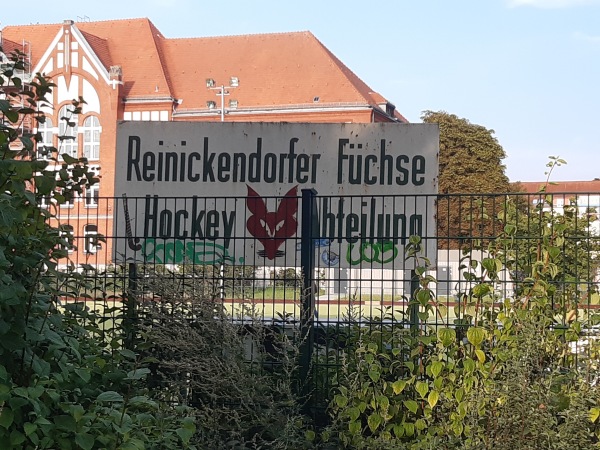 Reinickendorfer Füchse
Hockey Abteilung